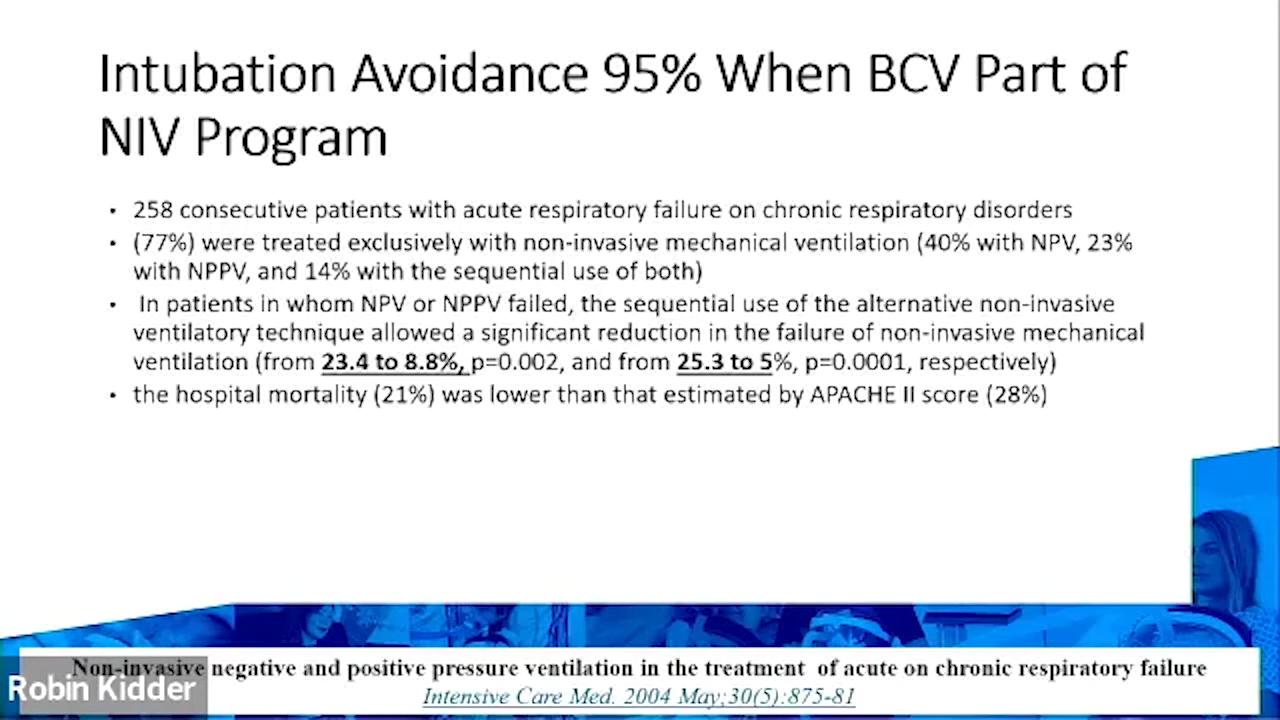 Intubation Avoidance 95% When BCV Part of
NIV Program
• 258 consecutive patients with acute respiratory failure on chronic respiratory disorders
• (77%) were treated exclusively with non-invasive mechanical ventilation (40% with NPV, 23%
with NPPV, and 14% with the sequential use of both)
• In patients in whom NPV or NPPV failed, the sequential use of the alternative non-invasive
ventilatory technique allowed a significant reduction in the failure of non-invasive mechanical
ventilation (from 23.4 to 8.8%, p=0.002, and from 25.3 to 5%, p=0.0001, respectively)
• the hospital mortality (21%) was lower than that estimated by APACHE II score (28%)
Non-invasive negative and positive pressure ventilation in the treatment of acute on chronic respiratory failure
Robin Kidder
Intensive Care Med. 2004 May;30(5):875-81